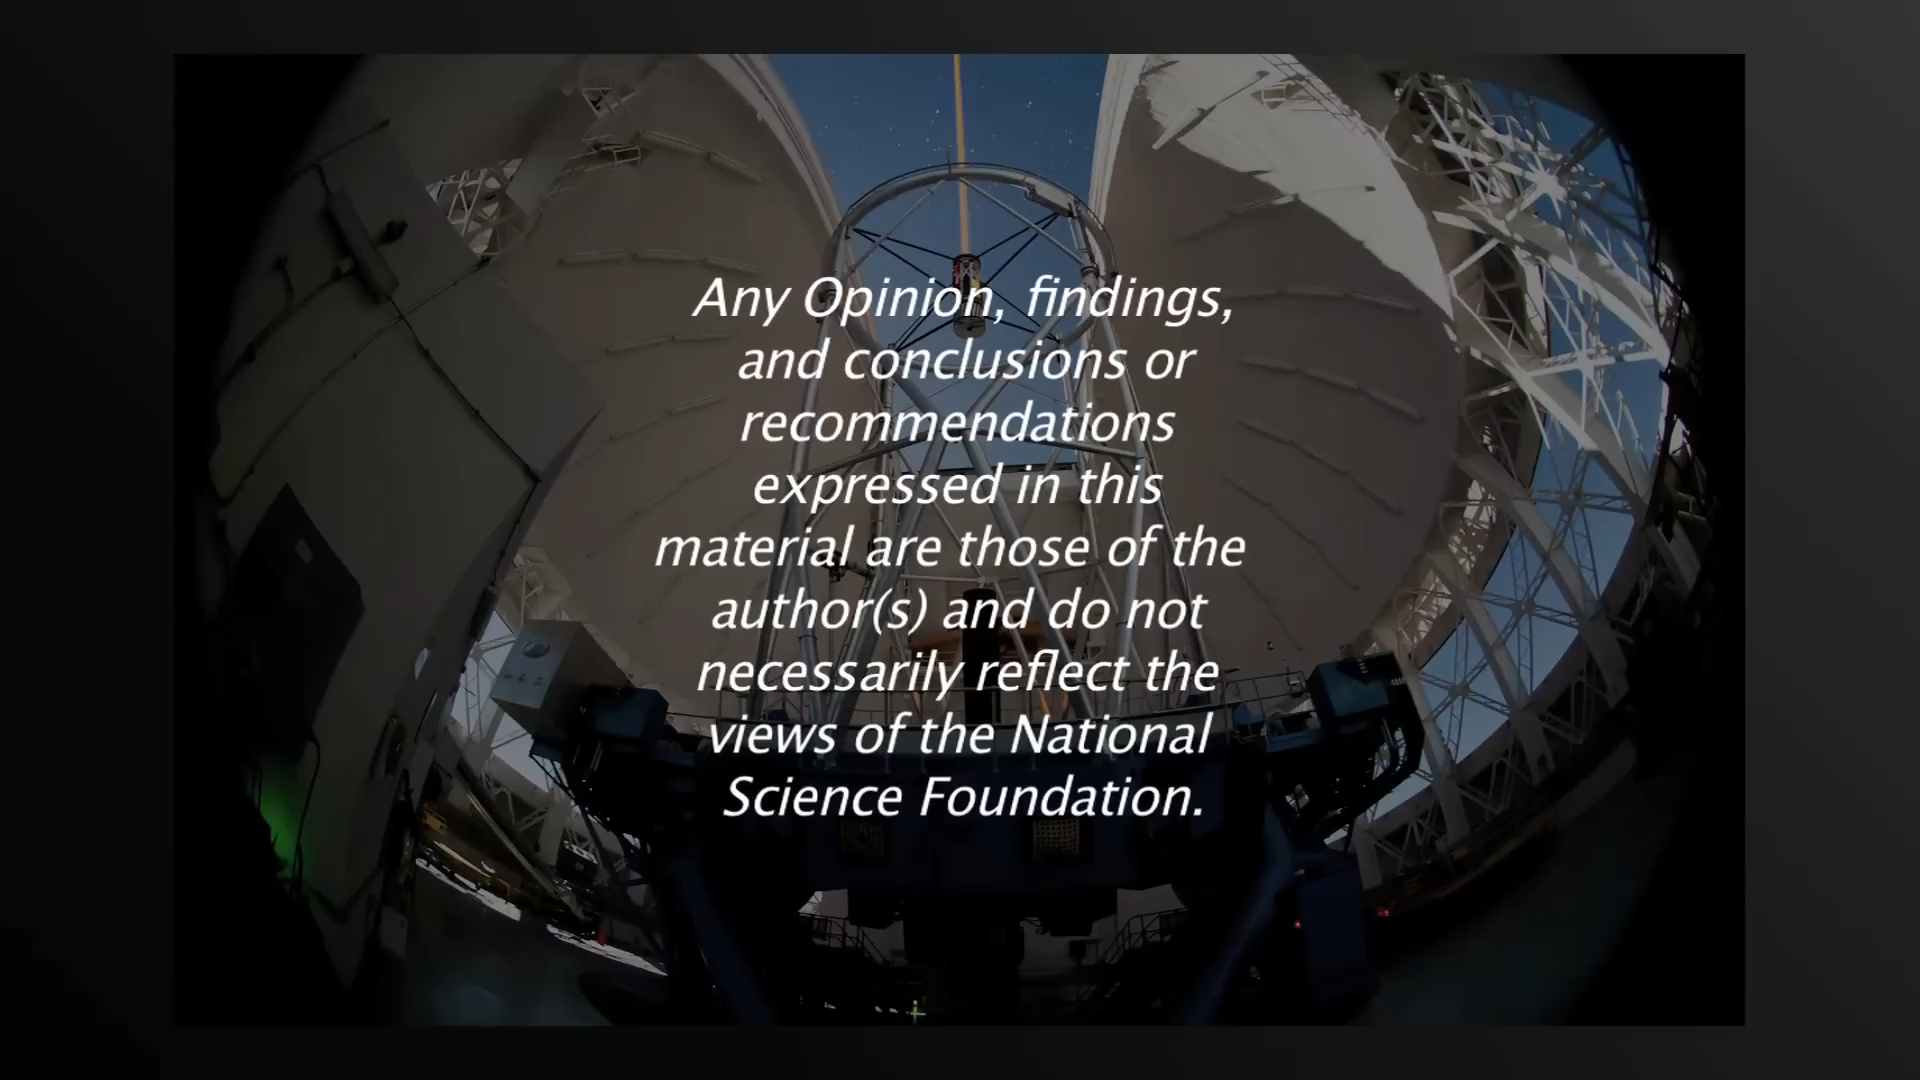 Any Opinion, findings,
and conclusions or
recommendations
expressed in this
material are those of the
author(s) and do not
necessarily reflect the
views of the National
Science Foundation.